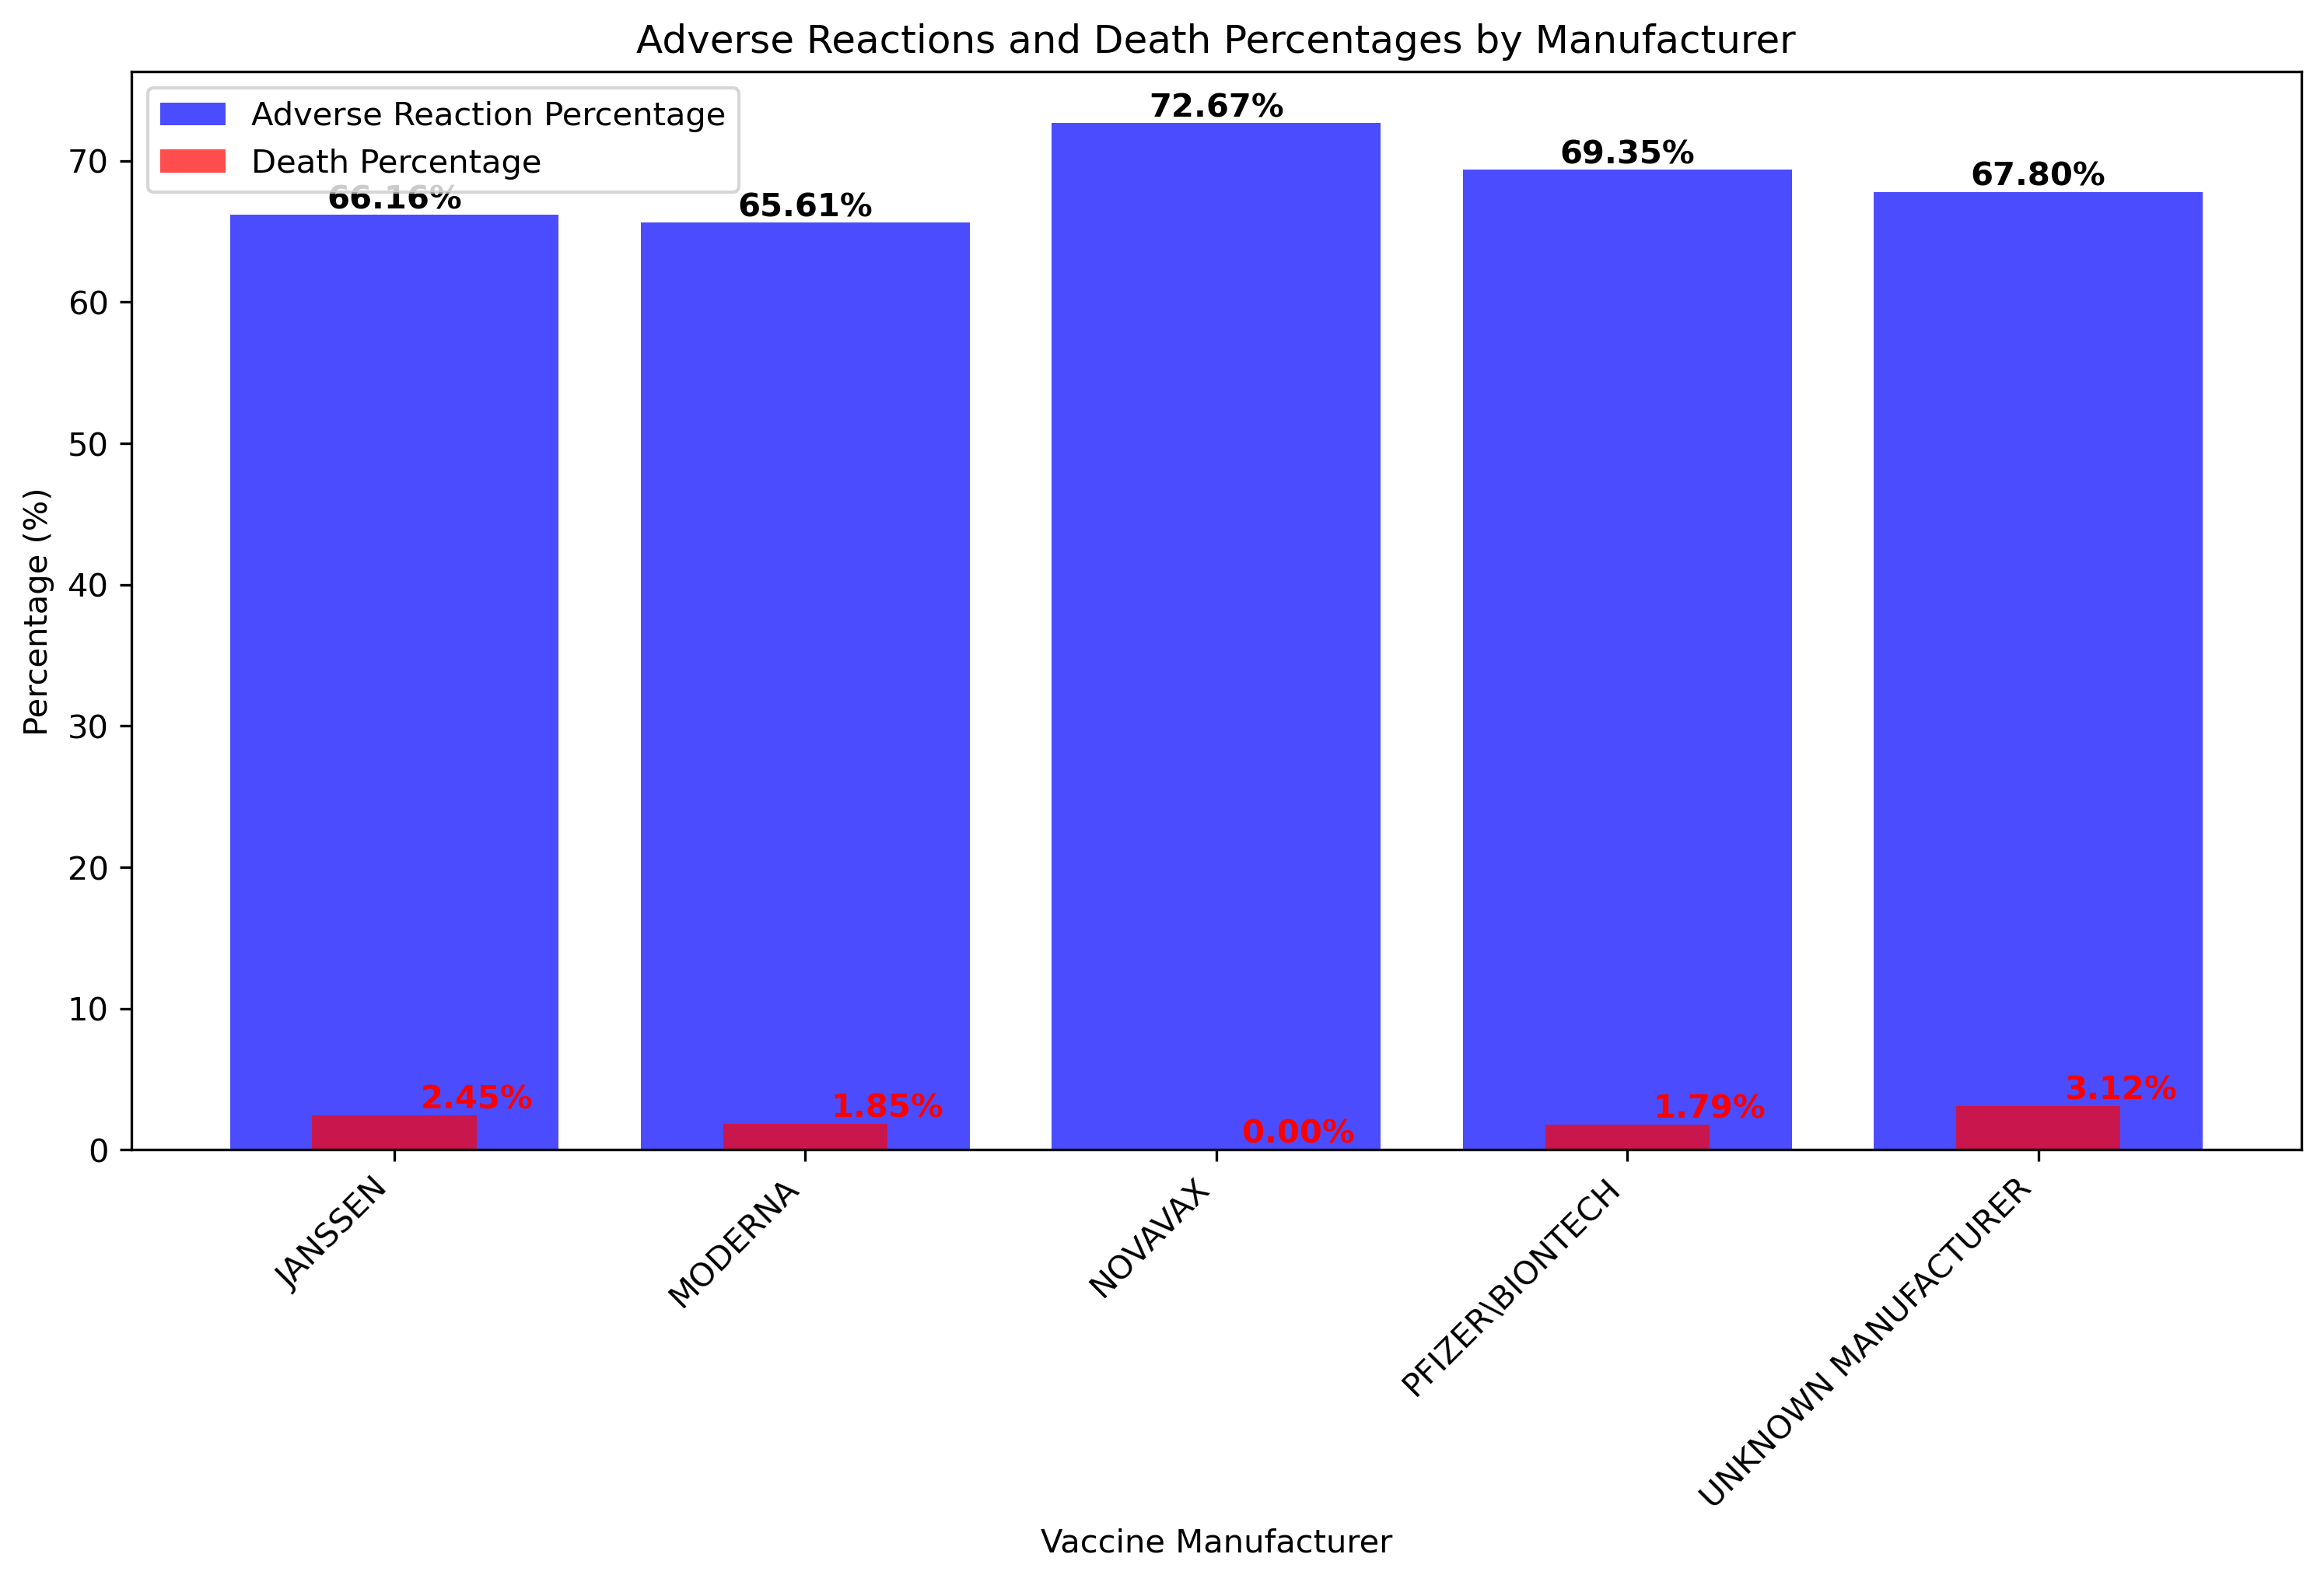 Adverse Reactions and Death Percentages by Manufacturer
Adverse Reaction Percentage
Death Percentage
72.67%
69.35%
67.80%
66.16%
65.61%
70
60
50
40
30
20
10
0
Percentage (%)
2.45%
1.85%
0.00%
1.79%
3.12%
JANSSEN
MODERNA
NOVAVAX
PFIZER\BIONTECH
UNKNOWN MANUFACTURER
Vaccine Manufacturer